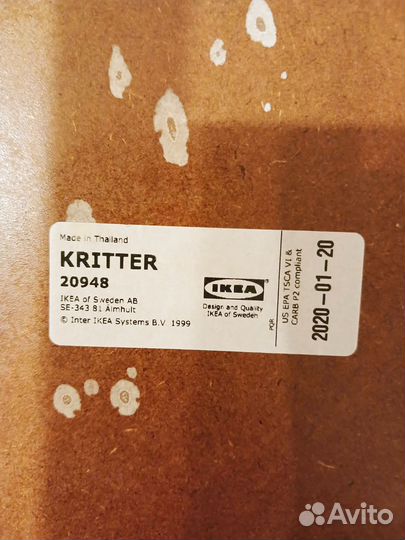 Made in Thailand
KRITTER
20948
IKEA of Sweden AB
SE-343 81 Älmhult
© Inter IKEA Systems B.V. 1999
IKEA
Design and Quality
IKEA of Sweden
PQR
US EPA TSCA VI &
CARB P2 compliant
2020-01-20
Avito